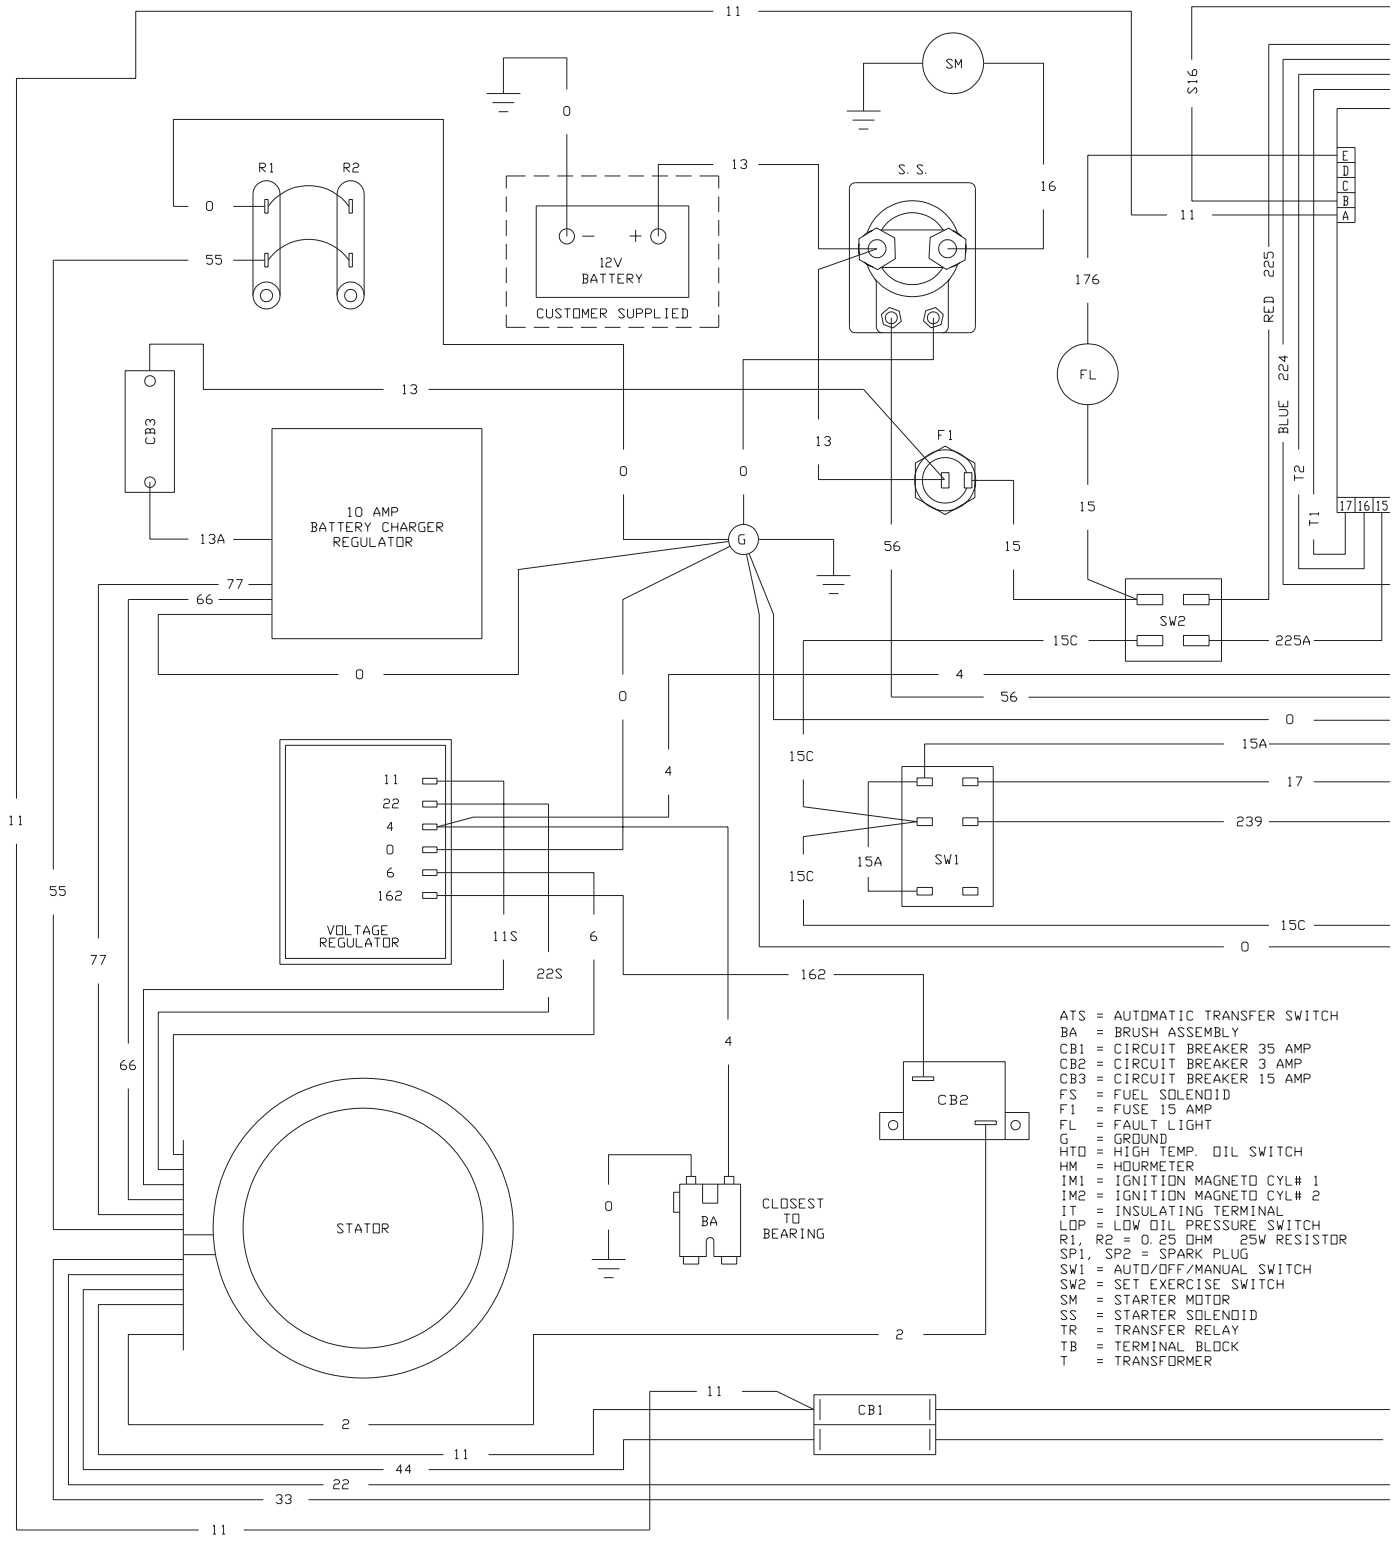 11
S16
SM
0
R1
R2
13
S. S.
16
E
D
C
B
A
0
11
− +
55
12V
BATTERY
225
RED
176
CUSTOMER SUPPLIED
FL
224
BLUE
13
CB3
F1
13
0
0
T2
10 AMP
BATTERY CHARGER
REGULATOR
15
17 16 15
T1
13A
G
56
15
77
66
SW2
15C
225A
0
4
0
56
0
15A
15C
4
11
17
22
11
4
239
0
SW1
15A
6
15C
55
162
VOLTAGE
REGULATOR
11S
6
15C
0
77
22S
162
66
4
CB2
ATS = AUTOMATIC TRANSFER SWITCH
BA = BRUSH ASSEMBLY
CB1 = CIRCUIT BREAKER 35 AMP
CB2 = CIRCUIT BREAKER 3 AMP
CB3 = CIRCUIT BREAKER 15 AMP
FS = FUEL SOLENOID
F1 = FUSE 15 AMP
FL = FAULT LIGHT
G = GROUND
HTO = HIGH TEMP. OIL SWITCH
HM = HOURMETER
IM1 = IGNITION MAGNETO CYL# 1
IM2 = IGNITION MAGNETO CYL# 2
IT = INSULATING TERMINAL
LOP = LOW OIL PRESSURE SWITCH
R1, R2 = 0.25 OHM 25W RESISTOR
SP1, SP2 = SPARK PLUG
SW1 = AUTO/OFF/MANUAL SWITCH
SW2 = SET EXERCISE SWITCH
SM = STARTER MOTOR
SS = STARTER SOLENOID
TR = TRANSFER RELAY
TB = TERMINAL BLOCK
T = TRANSFORMER
0
BA
CLOSEST
TO
BEARING
STATOR
2
11
CB1
2
11
44
22
33
11